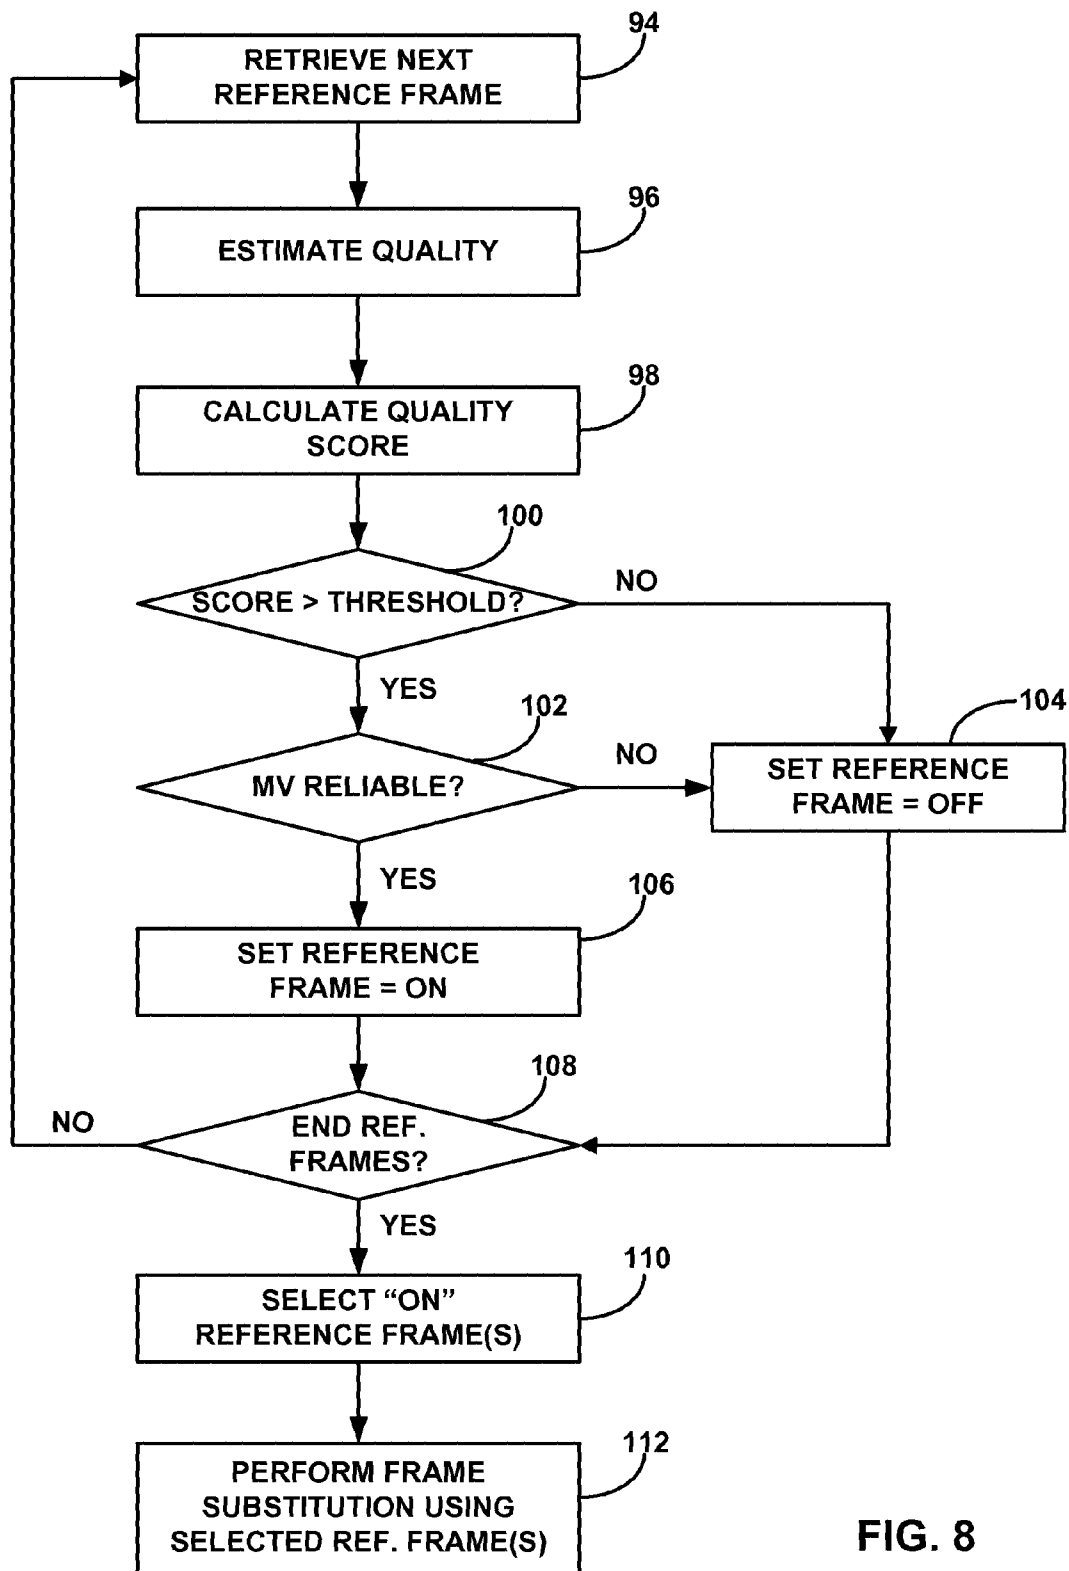 94
RETRIEVE NEXT
REFERENCE FRAME
96
ESTIMATE QUALITY
98
CALCULATE QUALITY
SCORE
100
SCORE > THRESHOLD?
NO
YES
102
MV RELIABLE?
NO
104
SET REFERENCE
FRAME = OFF
YES
106
SET REFERENCE
FRAME = ON
108
END REF.
FRAMES?
NO
YES
110
SELECT “ON”
REFERENCE FRAME(S)
112
PERFORM FRAME
SUBSTITUTION USING
SELECTED REF. FRAME(S)
FIG. 8